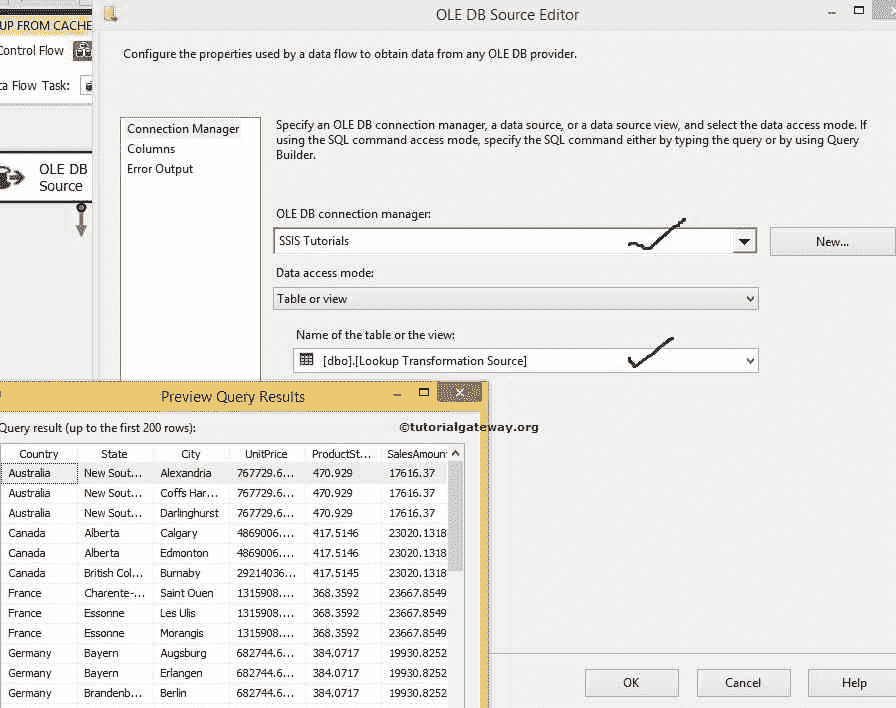 OLE DB Source Editor
UP FROM CACHE
Control Flow
Configure the properties used by a data flow to obtain data from any OLE DB provider.
ta Flow Task:
Connection Manager
Columns
Error Output
Specify an OLE DB connection manager, a data source, or a data source view, and select the data access mode. If
using the SQL command access mode, specify the SQL command either by typing the query or by using Query
Builder.
OLE DB
Source
OLE DB connection manager:
SSIS Tutorials
New...
Data access mode:
Table or view
Name of the table or the view:
[dbo].[Lookup Transformation Source]
Preview Query Results
Query result (up to the first 200 rows):
©tutorialgateway.org
Country State City UnitPrice ProductSt... SalesAmoun
Australia New Sout... Alexandria 767729.6... 470.929 17616.37
Australia New Sout... Coffs Har... 767729.6... 470.929 17616.37
Australia New Sout... Darlinghurst 767729.6... 470.929 17616.37
Canada Alberta Calgary 4869006.... 417.5146 23020.1318
Canada Alberta Edmonton 4869006.... 417.5146 23020.1318
Canada British Col... Burnaby 29214036... 417.5145 23020.1318
France Charente-... Saint Ouen 1315908.... 368.3592 23667.8549
France Essonne Les Ulis 1315908.... 368.3592 23667.8549
France Essonne Morangis 1315908.... 368.3592 23667.8549
Germany Bayern Augsburg 682744.6... 384.0717 19930.8252
Germany Bayern Erlangen 682744.6... 384.0717 19930.8252
Germany Brandenb... Berlin 682744.6... 384.0717 19930.8252
OK Cancel Help